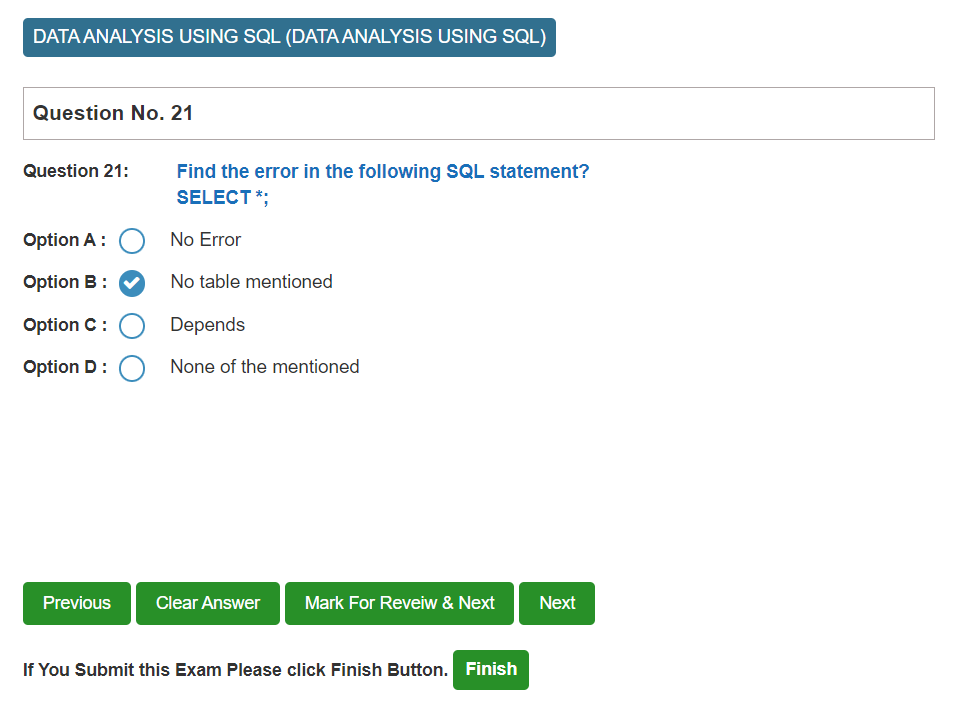 DATA ANALYSIS USING SQL (DATA ANALYSIS USING SQL)
Question No. 21
Question 21: Find the error in the following SQL statement?
SELECT *;
Option A : No Error
Option B : No table mentioned
Option C : Depends
Option D : None of the mentioned
Previous Clear Answer Mark For Reveiw & Next Next
If You Submit this Exam Please click Finish Button. Finish